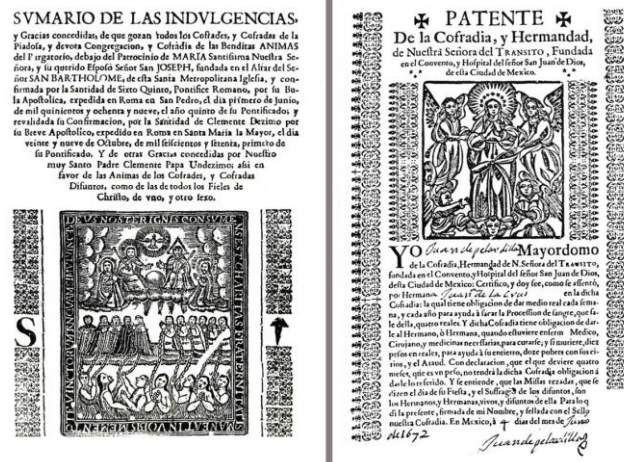 SVMARIO DE LAS INDVLGENCIAS,
y Gracias concedidas, de que gozan todos los Cofrades, y Cofradas de la
Piadosa, y devota Congregacion, y Cofradia de las Benditas ANIMAS
del Purgatorio, debajo del Patrocinio de MARIA Santissima Nuestra Se-
ñora, y su querido Esposo Señor San JOSEPH, fundada en el Altar del Se-
ñor SAN BARTHOLOME, de esta Santa Metropolitana Iglesia, y con-
firmada por la Santidad de Sixto Quinto, Pontifice Romano, por su Bu-
la Apostolica, expedida en Roma en San Pedro, el dia primero de Junio,
de mil quinientos y ochenta y nueve, el año quinto de su Pontificado; y
revalidada su Confirmacion, por la Santidad de Clemente Dezimo por
su Breve Apostolico, expedido en Roma en Santa Maria la Mayor, el dia
veinte y nueve de Octubre, de mil seiscientos y setenta, primero de
su Pontificado. Y de otras Gracias concedidas por Nuestro
muy Santo Padre Clemente Papa Undezimo; assi en
favor de las Animas de los Cofrades, y Cofradas
Difuntos, como de las de todos los Fieles de
Christo, de vno, y otro sexo.
DEVS NOSTER IGNIS CONSVMENS
S
PATENTE
De la Cofradia, y Hermandad,
de Nuestra Señora del TRANSITO, Fundada
en el Convento, y Hospital del señor San Juan de Dios,
de esta Ciudad de Mexico.
YO Mayordomo
de la Cofradia, Hermandad de N. Señora del TRANSITO,
fundada en el Convento, y Hospital del señor San Juan de Dios,
desta Ciudad de Mexico: Certifico, y doy fee, como se assentò,
por Hermana Juana de la Crus en la dicha
Cofradia: la qual tiene obligacion de dar medio real cada sema-
na, y cada año para ayuda à sacar la Procession de sangre, que sa-
le della, quatro reales. Y dicha Cofradia tiene obligacion de dar-
le al Hermano, ò Hermana, quando estuviere enfermo Medico,
Cirujano, y medicinas necessarias, para curarse; y si muriere, diez
pesos en reales, para ayuda à su entierro, doze pobres con sus ci-
rios, y el Ataud. Con declaracion, que el que deviere quatro
meses, que es vn peso, no tendrà la dicha Cofradia obligacion à
darle lo referido. Y se entiende, que las Missas rezadas, que se
dizen el dia de su Fiesta, y el Sufragio de los difuntos, son
los Hermanos, y Hermanas, vivos, y difuntos de ella Para lo q
di la presente, firmada de mi Nombre, y sellada con el Sello
nuestra Cofradia. En Mexico, à 4 dias del mes de Junio
de 1672